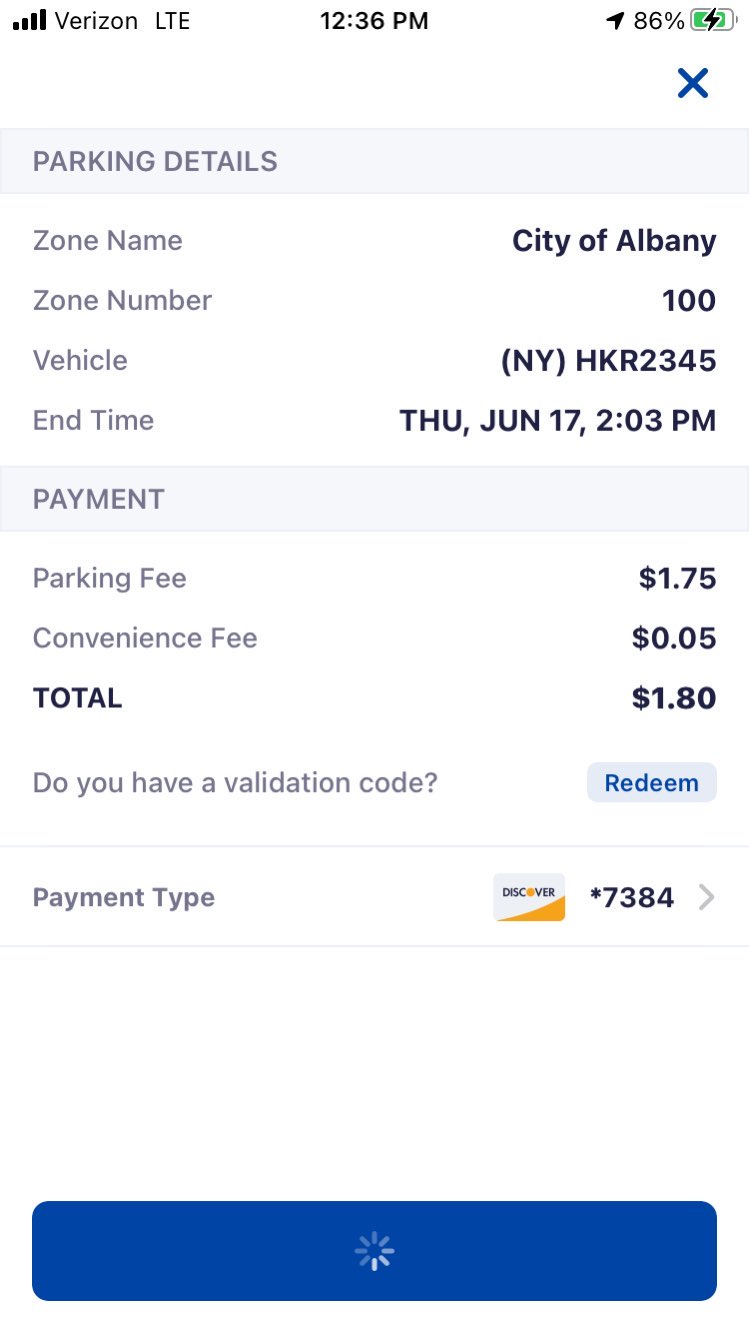 Verizon LTE 12:36 PM 86%
PARKING DETAILS
Zone Name City of Albany
Zone Number 100
Vehicle (NY) HKR2345
End Time THU, JUN 17, 2:03 PM
PAYMENT
Parking Fee $1.75
Convenience Fee $0.05
TOTAL $1.80
Do you have a validation code? Redeem
Payment Type DISCOVER *7384